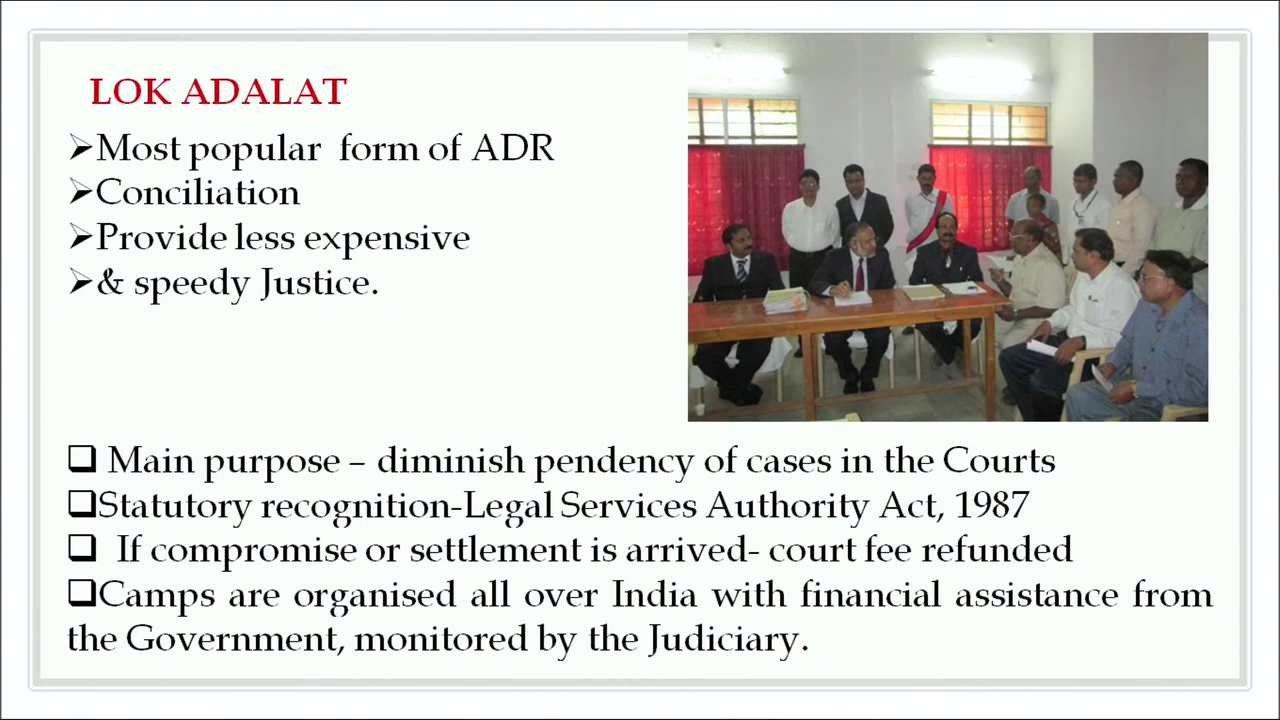 LOK ADALAT
➢Most popular form of ADR
➢Conciliation
➢Provide less expensive
➢& speedy Justice.
❑ Main purpose – diminish pendency of cases in the Courts
❑Statutory recognition-Legal Services Authority Act, 1987
❑ If compromise or settlement is arrived- court fee refunded
❑Camps are organised all over India with financial assistance from
the Government, monitored by the Judiciary.